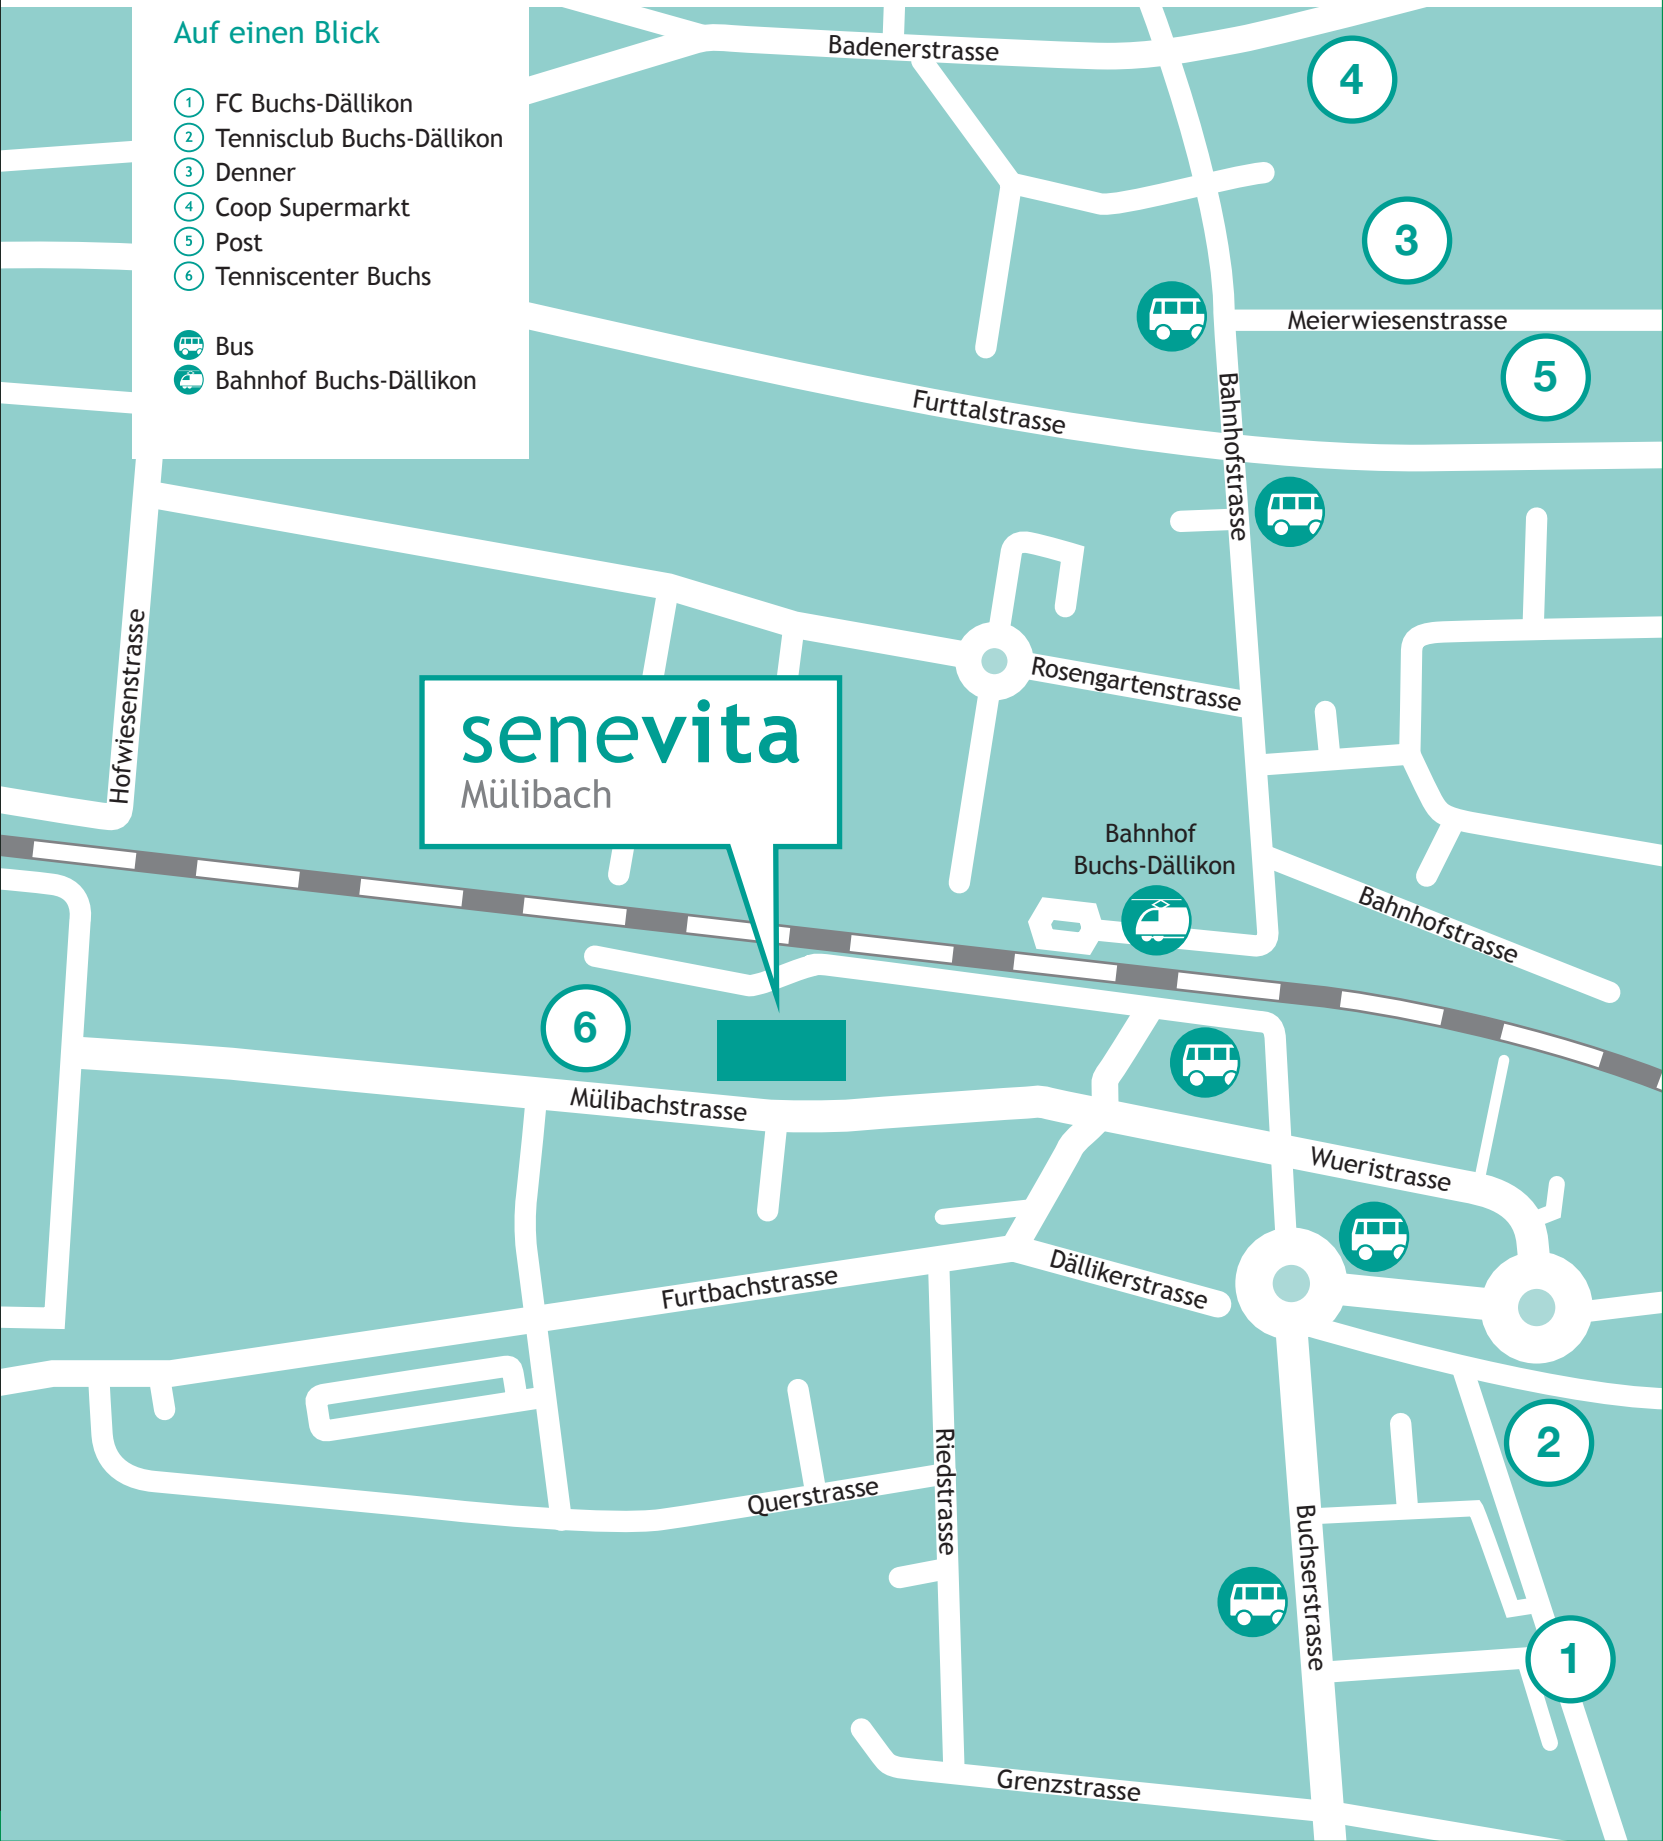 Auf einen Blick
1 FC Buchs-Dällikon
2 Tennisclub Buchs-Dällikon
3 Denner
4 Coop Supermarkt
5 Post
6 Tenniscenter Buchs
Bus
Bahnhof Buchs-Dällikon
Badenerstrasse
4
3
Meierwiesenstrasse
5
Furttalstrasse
Bahnhofstrasse
Hofwiesenstrasse
Rosengartenstrasse
senevita
Mülibach
Bahnhof
Buchs-Dällikon
Bahnhofstrasse
6
Mülibachstrasse
Wueristrasse
Dällikerstrasse
Furtbachstrasse
2
Riedstrasse
Querstrasse
Buchserstrasse
1
Grenzstrasse